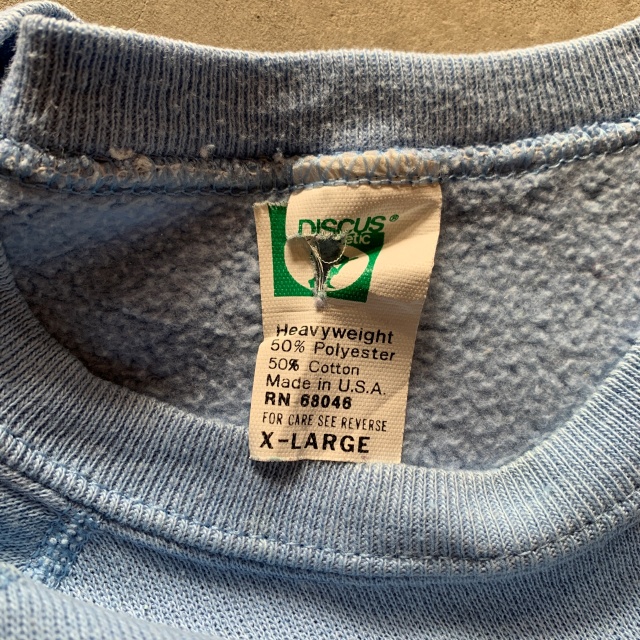 DISCUS®
Heavyweight
50% Polyester
50% Cotton
Made in U.S.A.
RN 68046
FOR CARE SEE REVERSE
X-LARGE